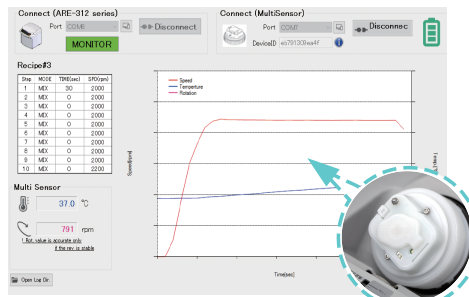 Connect (ARE-312 series)
Port COM6
Disconnect
MONITOR
Connect (MultiSensor)
Port COM7
Disconnec
DeviceID
Recipe#3
Step MODE TIME(sec) SPD(rpm)
1 MIX 30 2000
2 MIX 0 2000
3 MIX 0 2000
4 MIX 0 2000
5 MIX 0 2000
6 MIX 0 2000
7 MIX 0 2000
8 MIX 0 2000
9 MIX 0 2000
10 MIX 0 2200
Speed
Temperture
Rotation
Speed[rpm]
Time[sec]
Multi Sensor
37.0 ℃
791 rpm
! Rot. value is accurate only
if the rev. is stable
Open Log Dir.